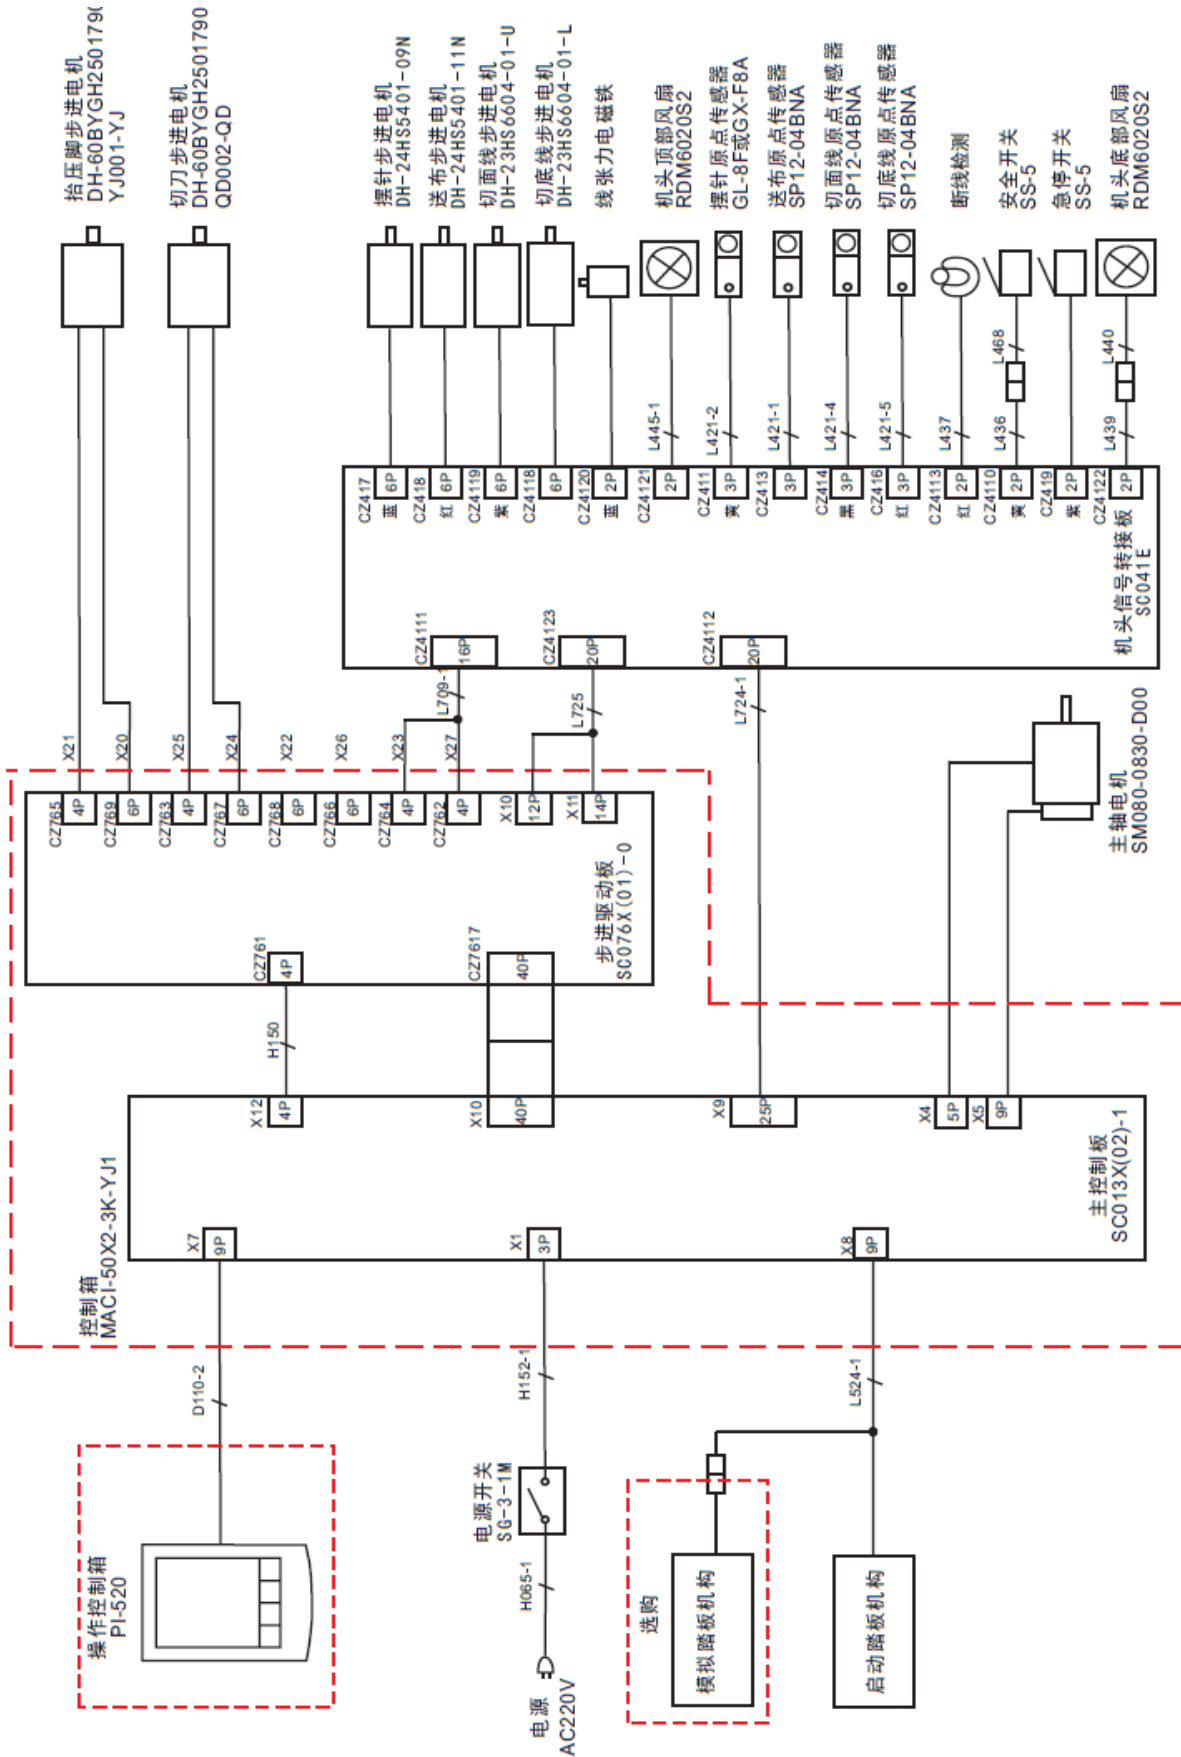 抬压脚步进电机
DH-60BYGH2501790
YJ001-YJ
切刀步进电机
DH-60BYGH2501790
QD002-QD
摆针步进电机
DH-24HS5401-09N
送布步进电机
DH-24HS5401-11N
切面线步进电机
DH-23HS6604-01-U
切底线步进电机
DH-23HS6604-01-L
线张力电磁铁
机头顶部风扇
RDM6020S2
摆针原点传感器
GL-8F或GX-F8A
送布原点传感器
SP12-04BNA
切面线原点传感器
SP12-04BNA
切底线原点传感器
SP12-04BNA
断线检测
安全开关
SS-5
急停开关
SS-5
机头底部风扇
RDM6020S2
L445-1
L421-2
L421-1
L421-4
L421-5
L437
L468
L436
L440
L439
CZ417
6P
蓝
CZ418
6P
红
CZ4119
6P
紫
CZ4118
6P
CZ4120
2P
蓝
CZ4121
2P
CZ411
3P
黄
CZ413
3P
CZ414
3P
黑
CZ416
3P
红
CZ4113
2P
红
CZ4110
2P
黄
CZ419
2P
紫
CZ4122
2P
机头信号转接板
SC041E
CZ4111
16P
CZ4123
20P
CZ4112
20P
L709-1
L725
L724-1
X21
X20
X25
X24
X22
X26
X23
X27
CZ765
4P
CZ769
6P
CZ763
4P
CZ767
6P
CZ768
6P
CZ766
6P
CZ764
4P
CZ762
4P
X10
12P
X11
14P
步进驱动板
SC076X(01)-0
CZ761
4P
CZ7617
40P
主轴电机
SM080-0830-D00
H150
X12
4P
X10
40P
X9
25P
X4
5P
X5
9P
主控制板
SC013X(02)-1
X7
9P
X1
3P
X8
9P
控制箱
MACI-50X2-3K-YJ1
D110-2
H152-1
L524-1
操作控制箱
PI-520
电源开关
SG-3-1M
H065-1
电源
AC220V
选购
模拟踏板机构
启动踏板机构